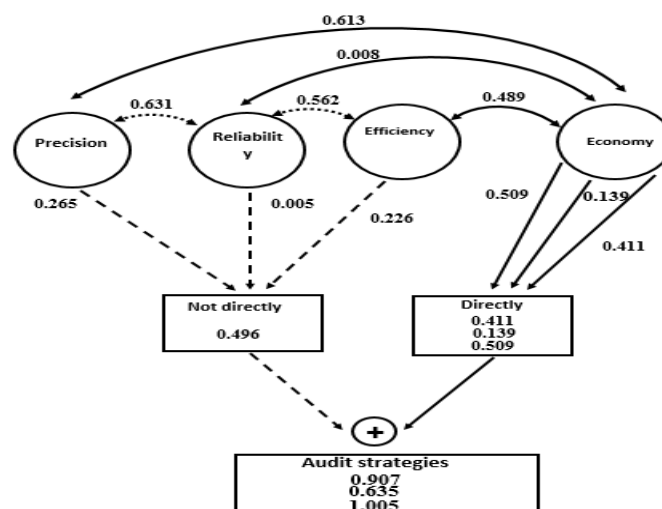 0.613
0.008
0.631
0.562
0.489
Precision
Reliabilit
y
Efficiency
Economy
0.265
0.005
0.226
0.509
0.139
0.411
Not directly
0.496
Directly
0.411
0.139
0.509
+
Audit strategies
0.907
0.635
1.005